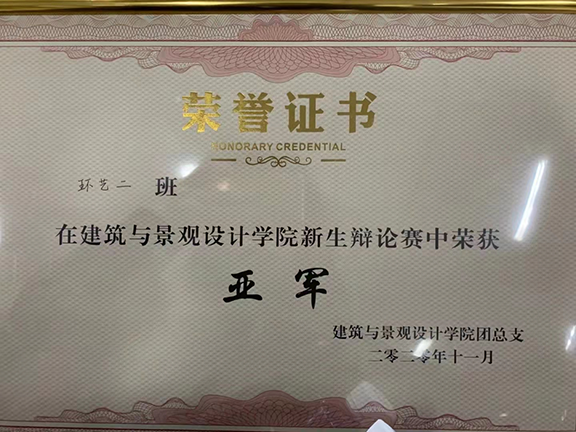 荣誉证书
HONORARY CREDENTIAL
环艺二 班
在建筑与景观设计学院新生辩论赛中荣获
亚军
建筑与景观设计学院团总支
二零二零年十一月